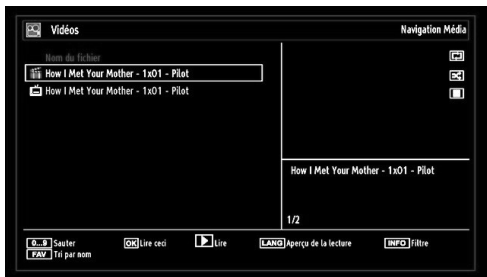 Vidéos
Navigation Média
Nom du fichier
How I Met Your Mother - 1x01 - Pilot
How I Met Your Mother - 1x01 - Pilot
How I Met Your Mother - 1x01 - Pilot
1/2
0...9 Sauter
OK Lire ceci
Lire
LANG Aperçu de la lecture
INFO Filtre
FAV Tri par nom